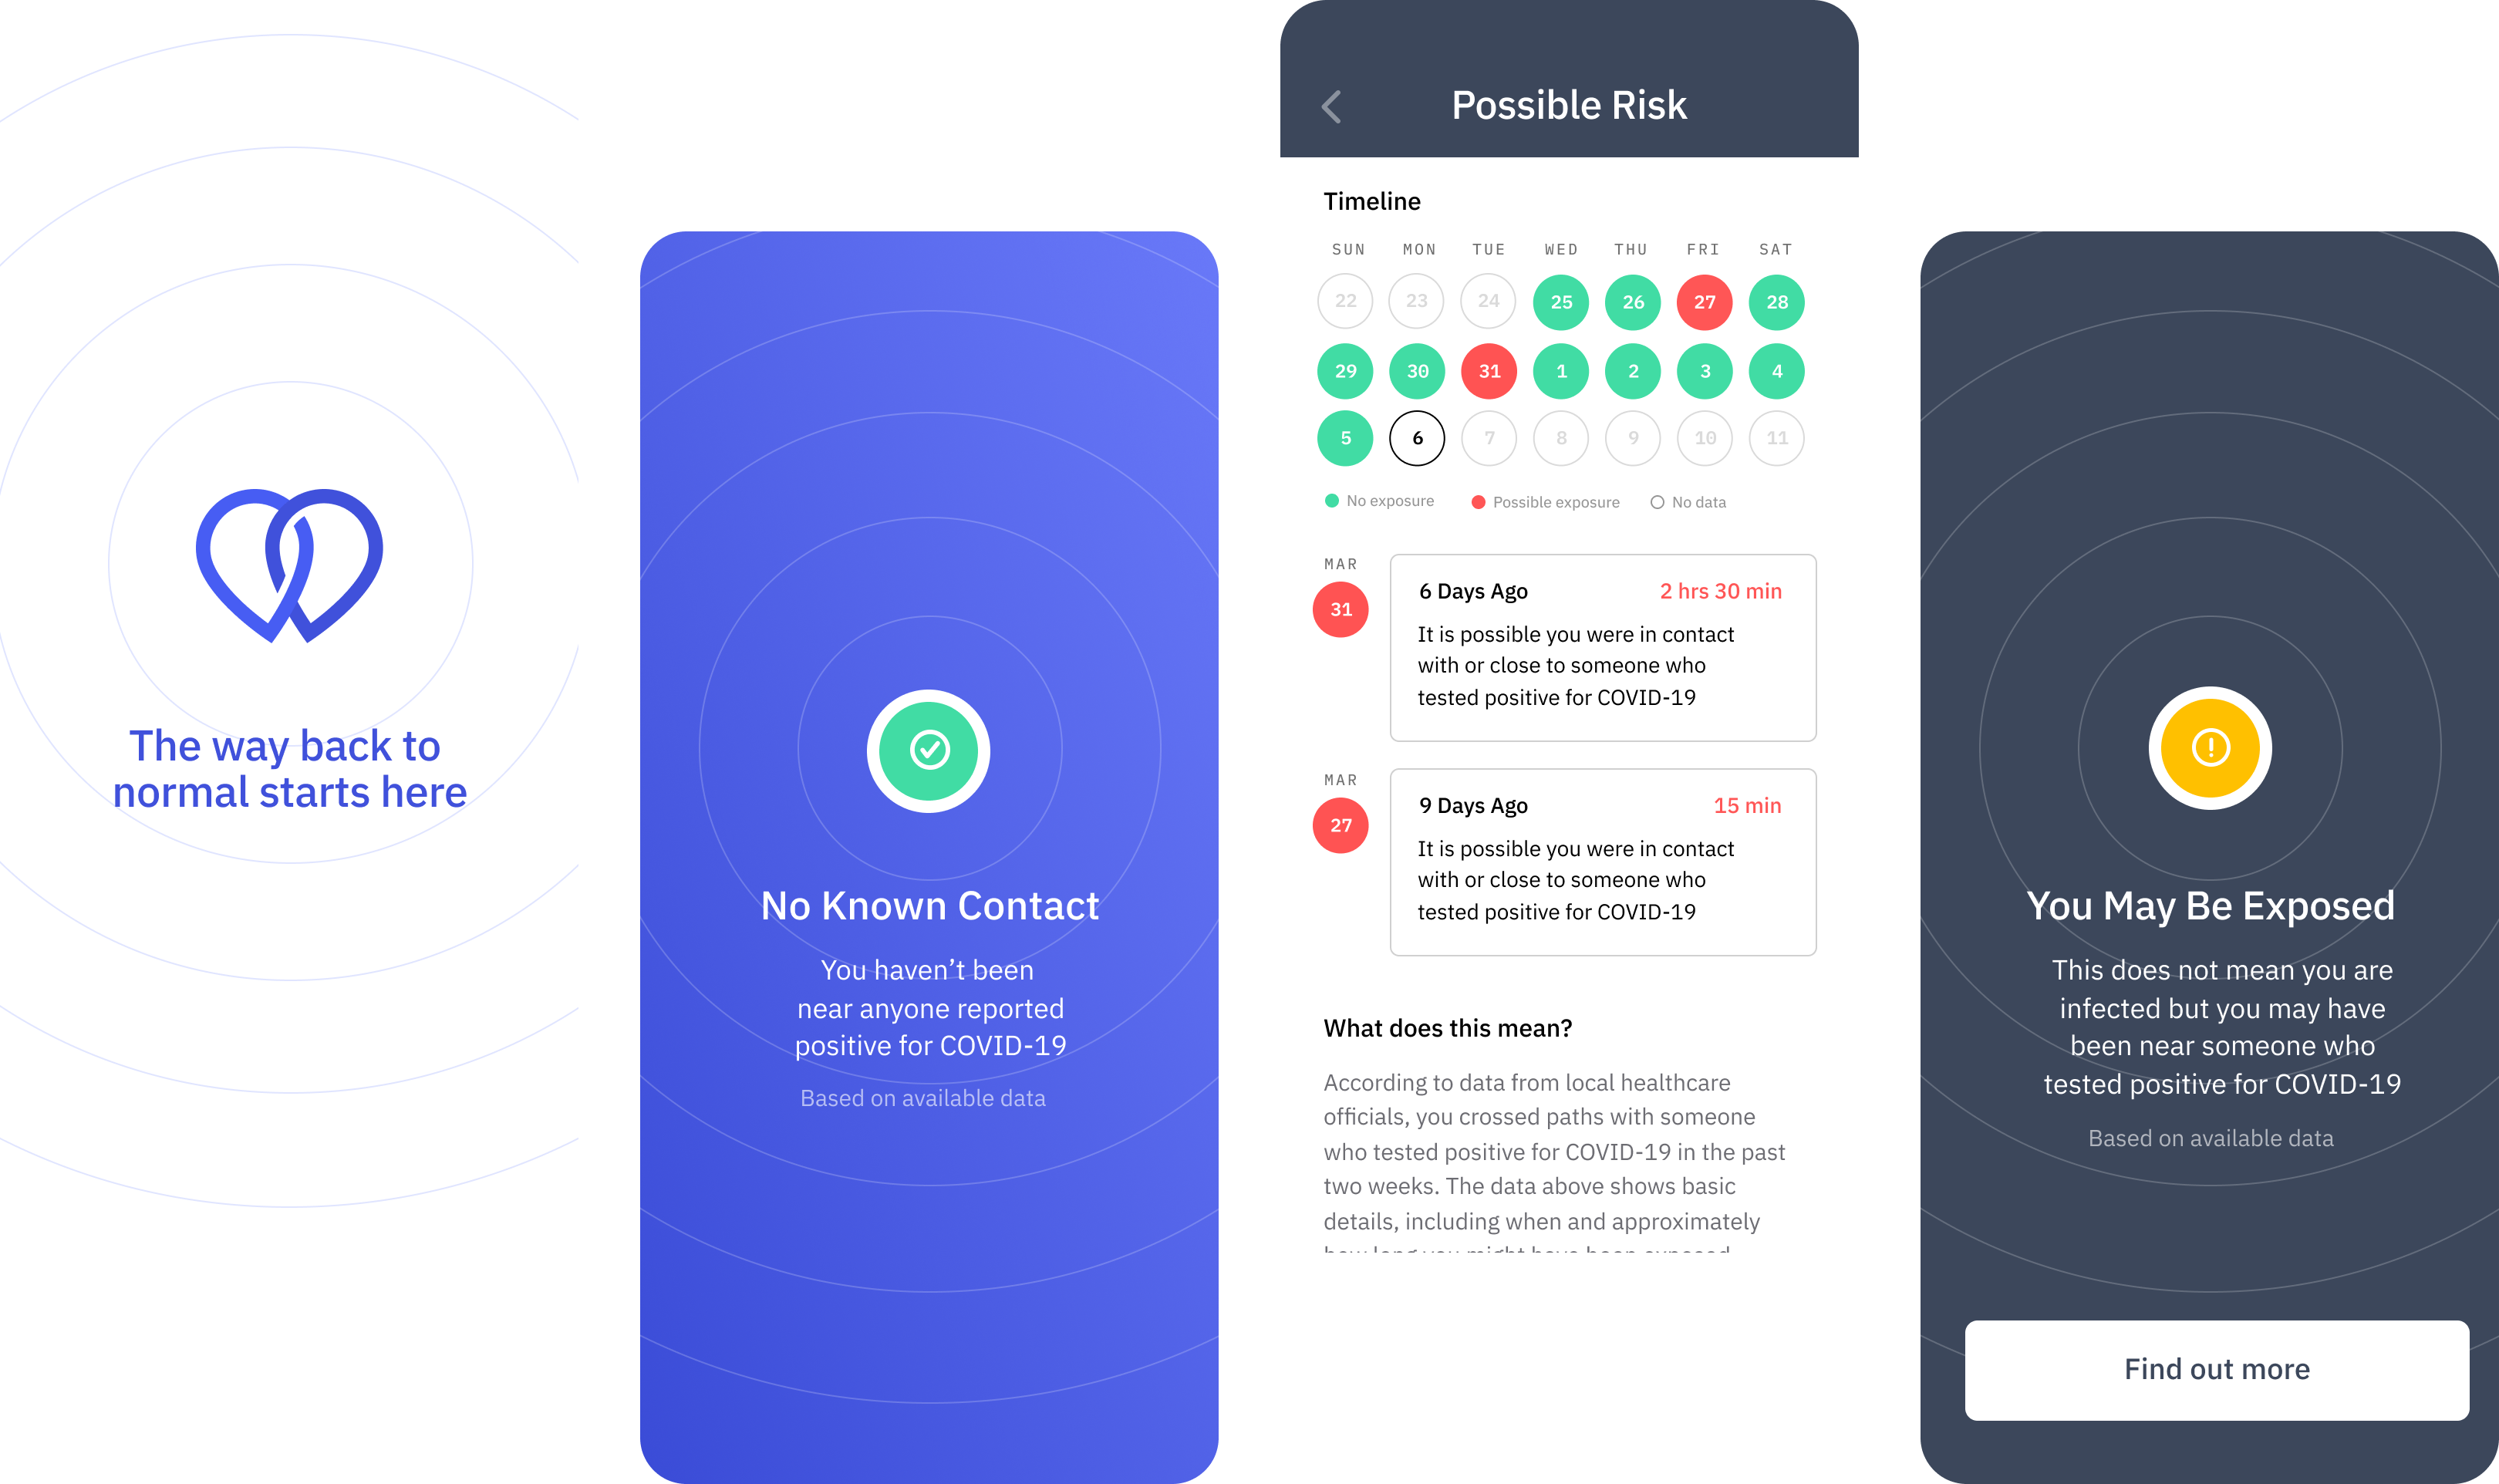 The way back to
normal starts here
No Known Contact
You haven’t been
near anyone reported
positive for COVID-19
Based on available data
Possible Risk
Timeline
SUN MON TUE WED THU FRI SAT
22 23 24 25 26 27 28
29 30 31 1 2 3 4
5 6 7 8 9 10 11
No exposure Possible exposure No data
MAR
31
6 Days Ago 2 hrs 30 min
It is possible you were in contact
with or close to someone who
tested positive for COVID-19
MAR
27
9 Days Ago 15 min
It is possible you were in contact
with or close to someone who
tested positive for COVID-19
What does this mean?
According to data from local healthcare
officials, you crossed paths with someone
who tested positive for COVID-19 in the past
two weeks. The data above shows basic
details, including when and approximately
how long you might have been exposed
You May Be Exposed
This does not mean you are
infected but you may have
been near someone who
tested positive for COVID-19
Based on available data
Find out more